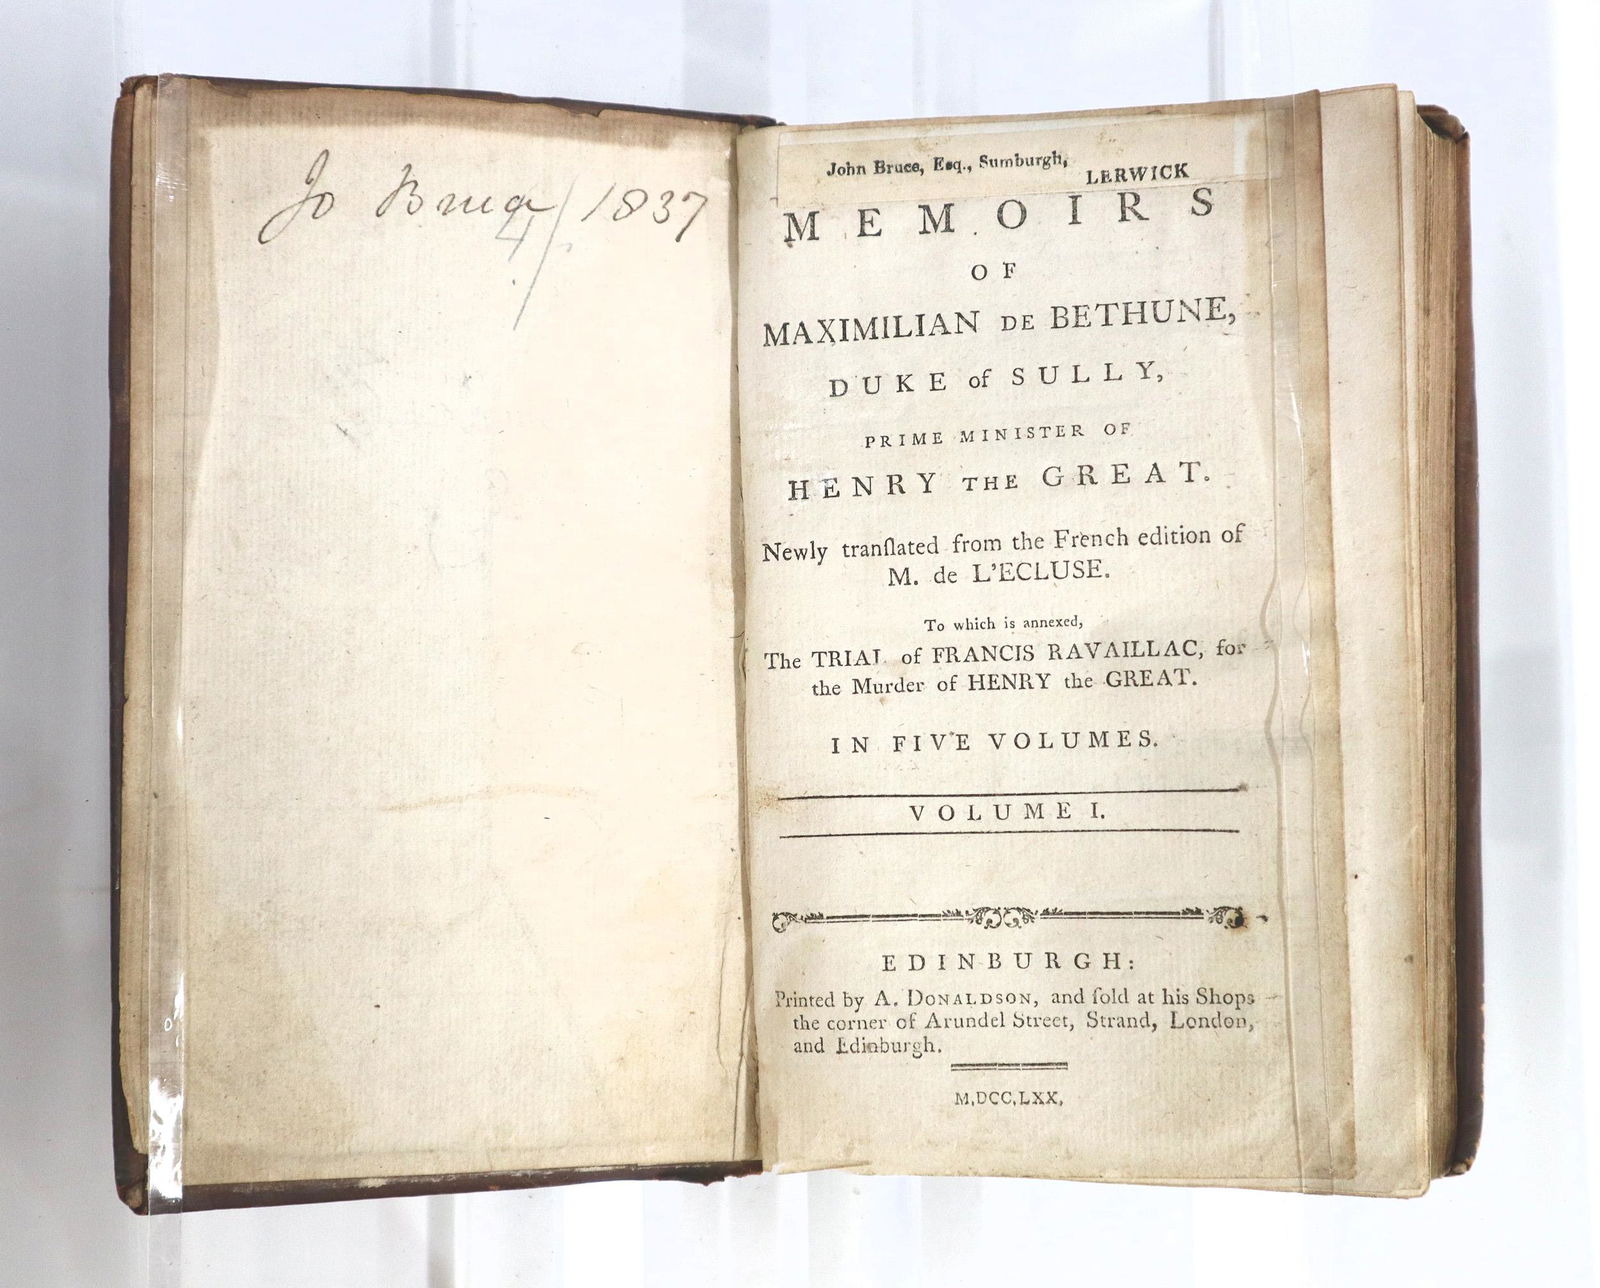 Jo Bruce / 1837
4/.
John Bruce, Esq., Sumburgh,
LERWICK
MEMOIRS
OF
MAXIMILIAN DE BETHUNE,
DUKE of SULLY,
PRIME MINISTER OF
HENRY THE GREAT.
Newly tranſlated from the French edition of
M. de L'ECLUSE.
To which is annexed,
The TRIAL of FRANCIS RAVAILLAC, for
the Murder of HENRY the GREAT.
IN FIVE VOLUMES.
VOLUME I.
EDINBURGH:
Printed by A. DONALDSON, and ſold at his Shops
the corner of Arundel Street, Strand, London,
and Edinburgh.
M,DCC,LXX,